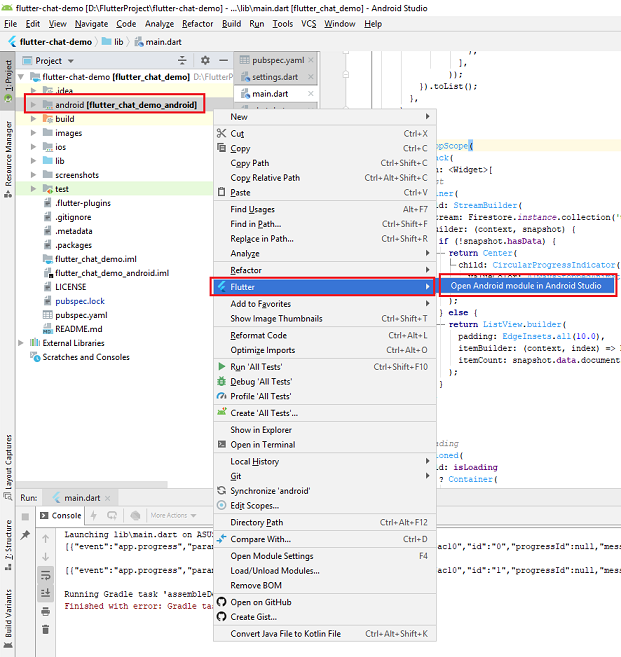 flutter-chat-demo [D:\FlutterProject\flutter-chat-demo] - ...\lib\main.dart [flutter_chat_demo] - Android Studio
File Edit View Navigate Code Analyze Refactor Build Run Tools VCS Window Help
flutter-chat-demo lib main.dart
1: Project
Resource Manager
Layout Captures
7: Structure
Build Variants
Project
flutter-chat-demo [flutter_chat_demo] D:\FlutterP
.idea
android [flutter_chat_demo_android]
build
images
ios
lib
screenshots
test
.flutter-plugins
.gitignore
.metadata
.packages
flutter_chat_demo.iml
flutter_chat_demo_android.iml
LICENSE
pubspec.lock
pubspec.yaml
README.md
External Libraries
Scratches and Consoles
pubspec.yaml
settings.dart
main.dart
New
Cut Ctrl+X
Copy Ctrl+C
Copy Path Ctrl+Shift+C
Copy Relative Path Ctrl+Alt+Shift+C
Paste Ctrl+V
Find Usages Alt+F7
Find in Path... Ctrl+Shift+F
Replace in Path... Ctrl+Shift+R
Analyze
Refactor
Flutter
Open Android module in Android Studio
Add to Favorites
Show Image Thumbnails Ctrl+Shift+T
Reformat Code Ctrl+Alt+L
Optimize Imports Ctrl+Alt+O
Run 'All Tests' Ctrl+Shift+F10
Debug 'All Tests'
Profile 'All Tests'
Create 'All Tests'...
Show in Explorer
Open in Terminal
Local History
Git
Synchronize 'android'
Edit Scopes...
Directory Path Ctrl+Alt+F12
Compare With... Ctrl+D
Open Module Settings F4
Load/Unload Modules...
Remove BOM
Open on GitHub
Create Gist...
Convert Java File to Kotlin File Ctrl+Alt+Shift+K
],
));
}).toList();
},
opScope(
ack(
n: <Widget>[
st
iner(
d: StreamBuilder(
tream: Firestore.instance.collection('
uilder: (context, snapshot) {
if (!snapshot.hasData) {
return Center(
child: CircularProgressIndicator(
);
} else {
return ListView.builder(
padding: EdgeInsets.all(10.0),
itemBuilder: (context, index) =>
itemCount: snapshot.data.document
);
}
ading
ioned(
d: isLoading
? Container(
Run: main.dart
Console More Actions
Launching lib\main.dart on ASU
[{"event":"app.progress","para
ac10","id":"0","progressId":null,"mes
[{"event":"app.progress","para
ac10","id":"1","progressId":null,"mes
Running Gradle task 'assembleDe
Finished with error: Gradle ta